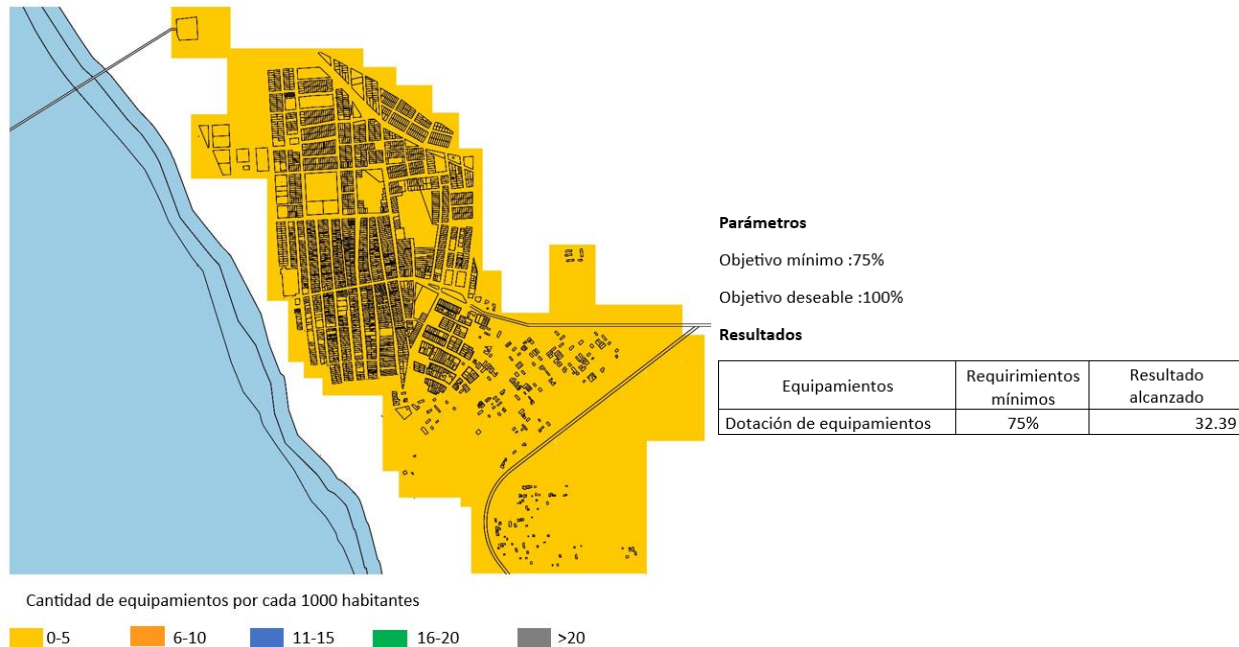 Parámetros
Objetivo mínimo :75%
Objetivo deseable :100%
Resultados
Equipamientos
Requirimientos
mínimos
Resultado
alcanzado
Dotación de equipamientos
75%
32.39
Cantidad de equipamientos por cada 1000 habitantes
0-5
6-10
11-15
16-20
>20